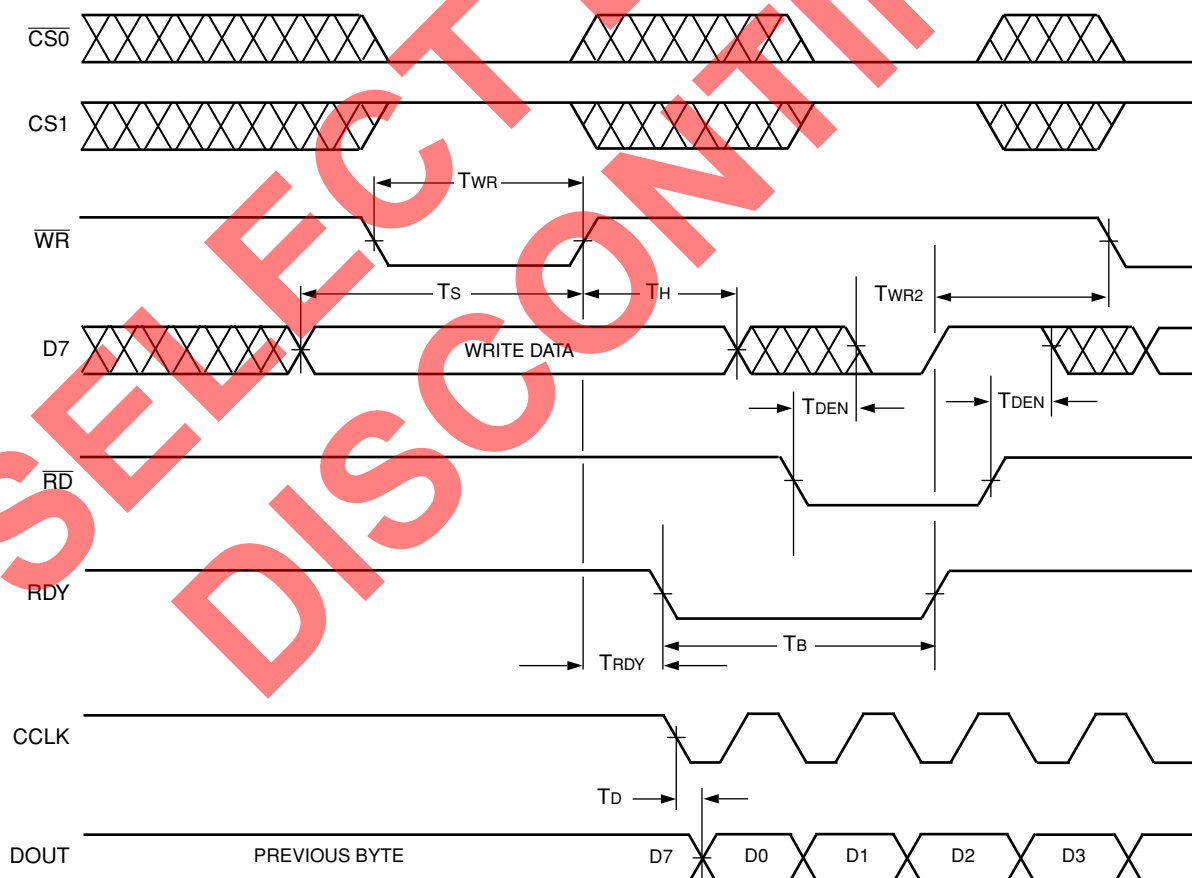 CS0
CS1
TWR
WR
TS
TH
TWR2
D7
WRITE DATA
TDEN
TDEN
RD
RDY
TB
TRDY
CCLK
TD
DOUT
PREVIOUS BYTE
D7
D0
D1
D2
D3
SELECT
DISCONTI